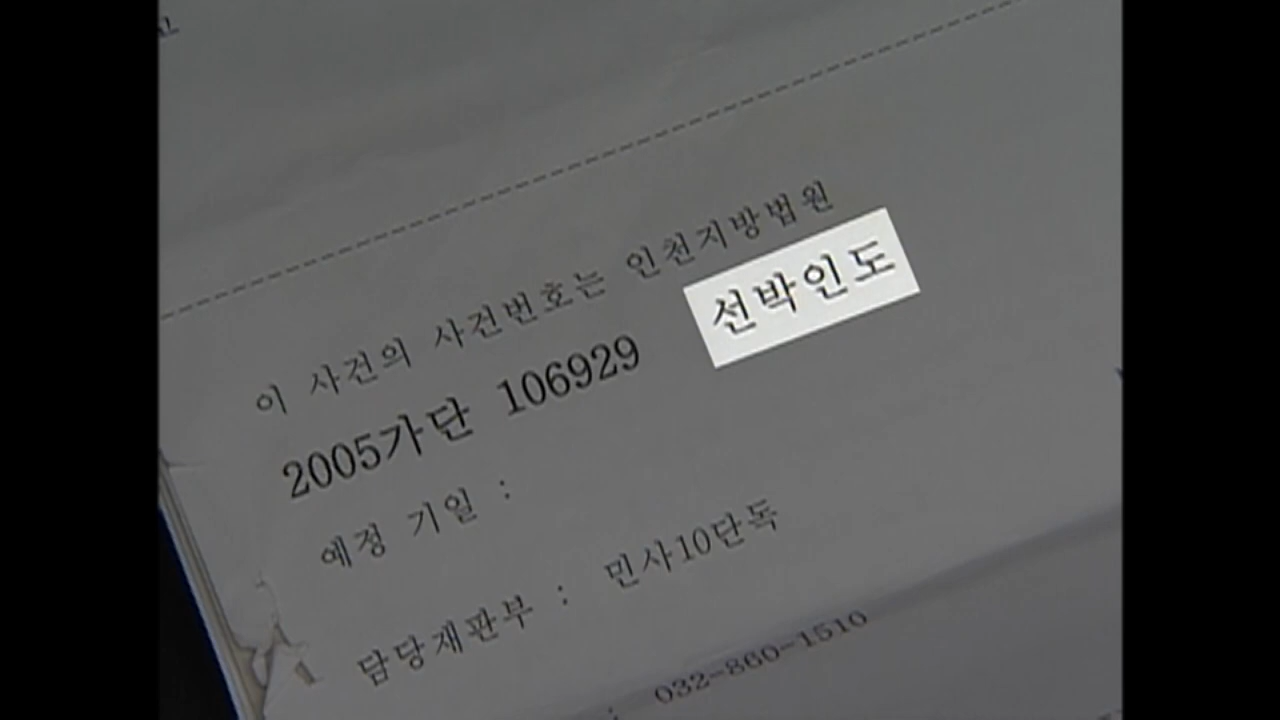 고
이 사건의 사건번호는 인천지방법원
2005가단 106929 선박인도
예정 기일 :
담당재판부 : 민사10단독
: 032-860-1510